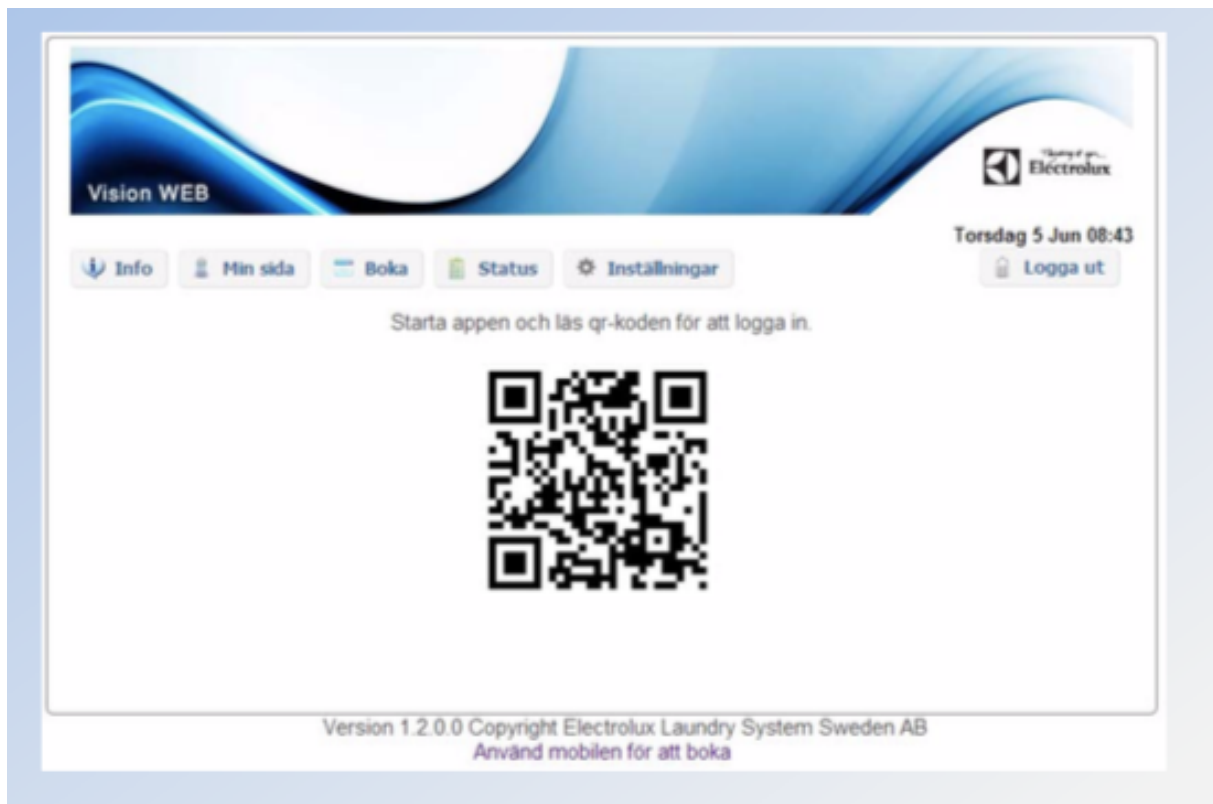 Vision WEB
Electrolux
Torsdag 5 Jun 08:43
Info
Min sida
Boka
Status
Inställningar
Logga ut
Starta appen och läs qr-koden för att logga in.
Version 1.2.0.0 Copyright Electrolux Laundry System Sweden AB
Använd mobilen för att boka